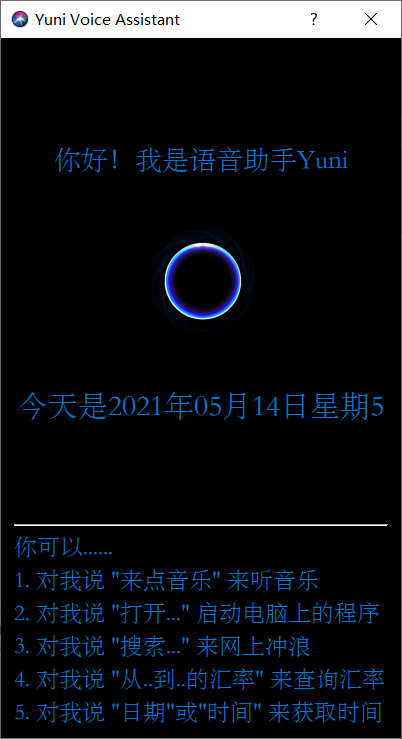 Yuni Voice Assistant
你好！我是语音助手Yuni
今天是2021年05月14日星期5
你可以......
1. 对我说 "来点音乐" 来听音乐
2. 对我说 "打开..." 启动电脑上的程序
3. 对我说 "搜索..." 来网上冲浪
4. 对我说 "从..到..的汇率" 来查询汇率
5. 对我说 "日期"或"时间" 来获取时间